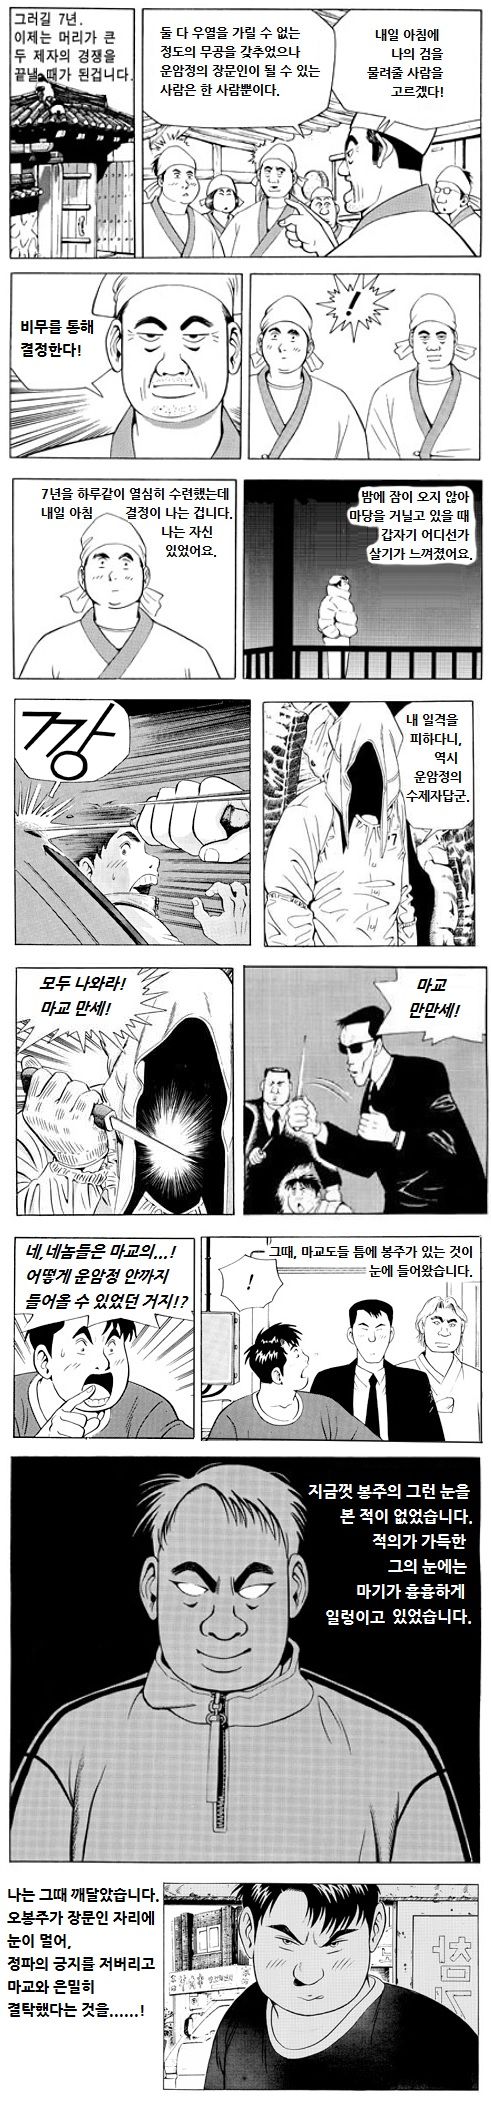 그러길 7년.
이제는 머리가 큰
두 제자의 경쟁을
끝낼 때가 된겁니다.
둘 다 우열을 가릴 수 없는
정도의 무공을 갖추었으나
운암정의 장문인이 될 수 있는
사람은 한 사람뿐이다.
내일 아침에
나의 검을
물려줄 사람을
고르겠다!
비무를 통해
결정한다!
!
7년을 하루같이 열심히 수련했는데
내일 아침 결정이 나는 겁니다.
나는 자신
있었어요.
밤에 잠이 오지 않아
마당을 거닐고 있을 때
갑자기 어디선가
살기가 느껴졌어요.
깡
내 일격을
피하다니,
역시
운암정의
수제자답군.
모두 나와라!
마교 만세!
마교
만만세!
네,네놈들은 마교의...!
어떻게 운암정 안까지
들어올 수 있었던 거지!?
그때, 마교도들 틈에 봉주가 있는 것이
눈에 들어왔습니다.
!
지금껏 봉주의 그런 눈을
본 적이 없었습니다.
적의가 가득한
그의 눈에는
마기가 흉흉하게
일렁이고 있었습니다.
나는 그때 깨달았습니다.
오봉주가 장문인 자리에
눈이 멀어,
정파의 긍지를 저버리고
마교와 은밀히
결탁했다는 것을......!